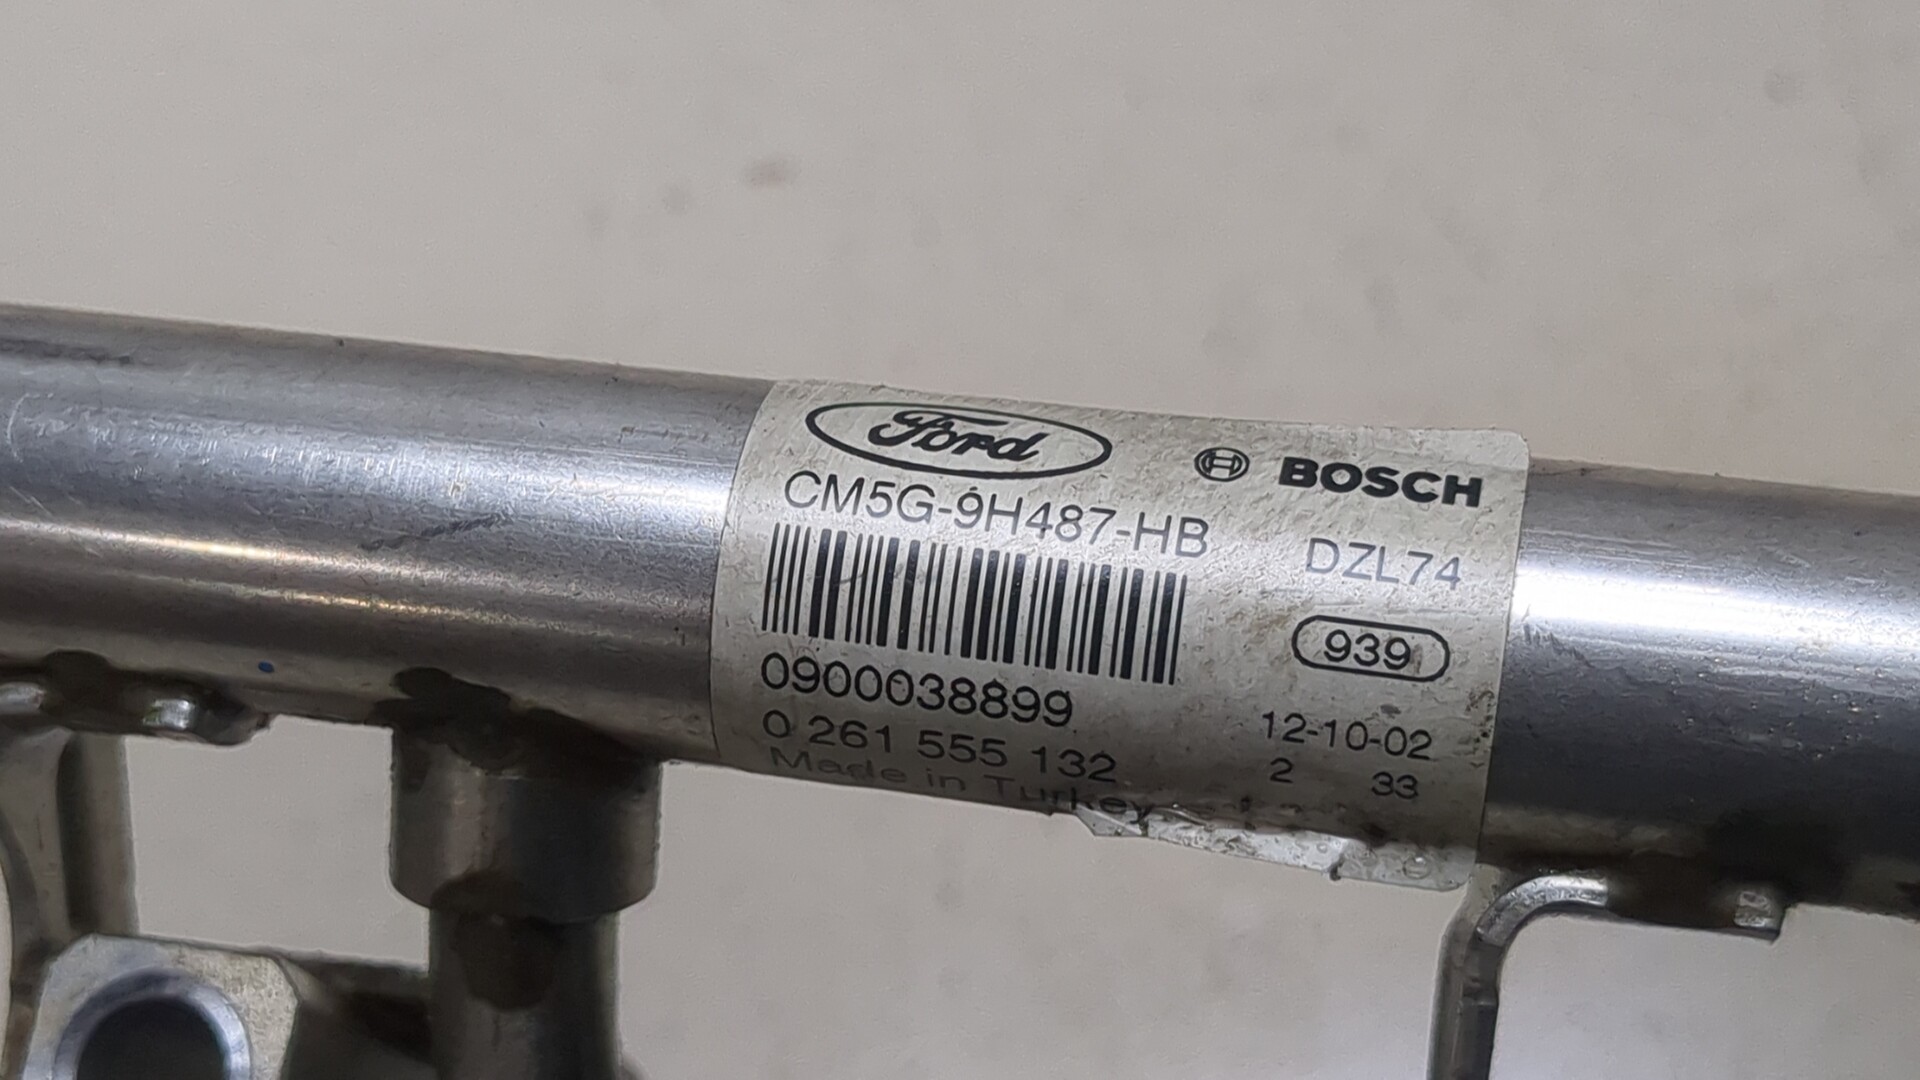 Ford
BOSCH
CM5G-9H487-HB
DZL74
939
0900038899
12-10-02
0 261 555 132
2 33
Made in Turkey